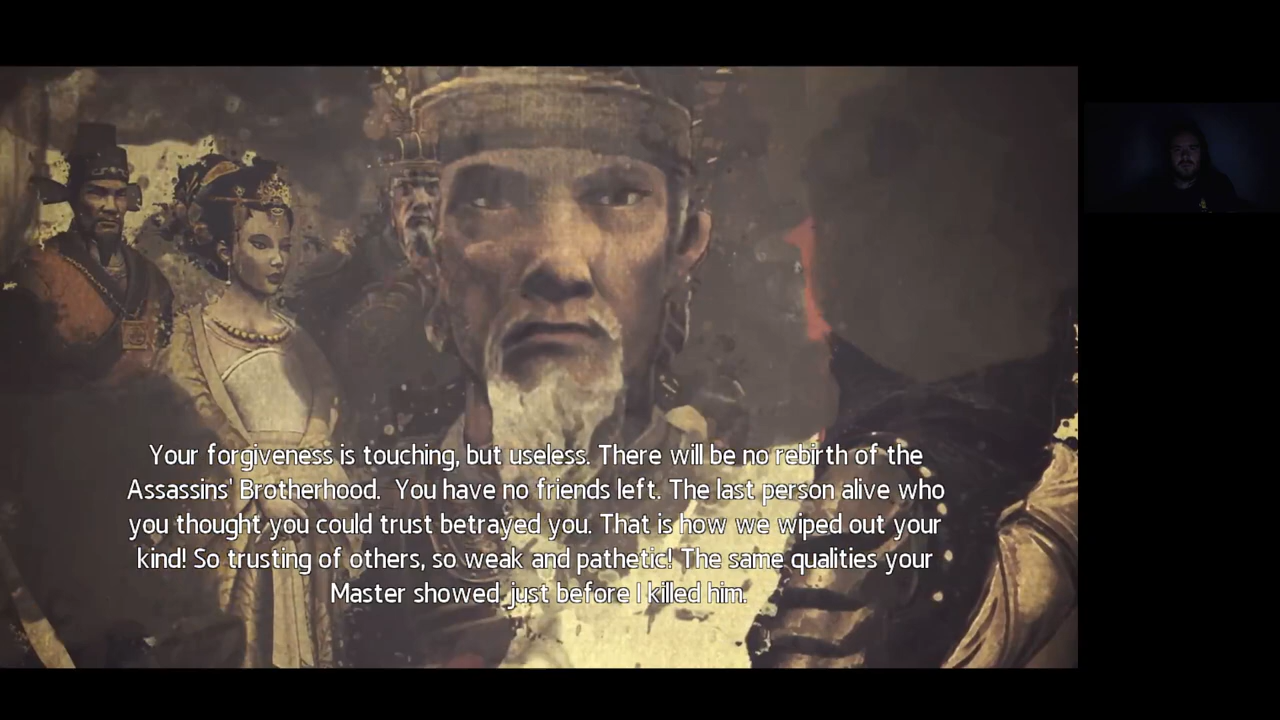 Your forgiveness is touching, but useless. There will be no rebirth of the
Assassins' Brotherhood.  You have no friends left. The last person alive who
you thought you could trust betrayed you. That is how we wiped out your
kind! So trusting of others, so weak and pathetic! The same qualities your
Master showed just before I killed him.